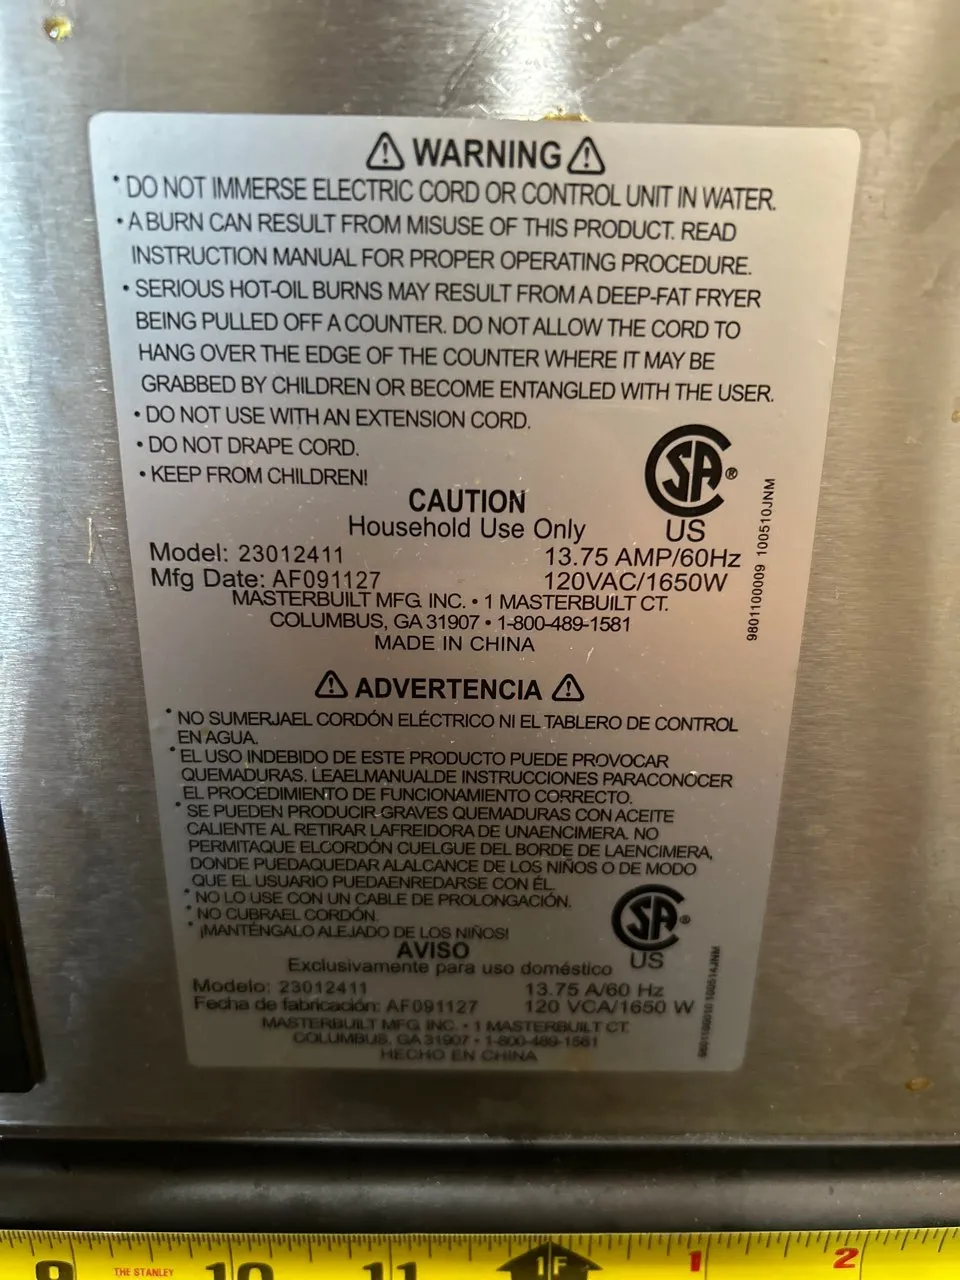 ⚠ WARNING ⚠
• DO NOT IMMERSE ELECTRIC CORD OR CONTROL UNIT IN WATER.
• A BURN CAN RESULT FROM MISUSE OF THIS PRODUCT. READ
INSTRUCTION MANUAL FOR PROPER OPERATING PROCEDURE.
• SERIOUS HOT-OIL BURNS MAY RESULT FROM A DEEP-FAT FRYER
BEING PULLED OFF A COUNTER. DO NOT ALLOW THE CORD TO
HANG OVER THE EDGE OF THE COUNTER WHERE IT MAY BE
GRABBED BY CHILDREN OR BECOME ENTANGLED WITH THE USER.
• DO NOT USE WITH AN EXTENSION CORD.
• DO NOT DRAPE CORD.
• KEEP FROM CHILDREN!
SA ®
US
CAUTION
Household Use Only
Model: 23012411 13.75 AMP/60Hz
Mfg Date: AF091127 120VAC/1650W
MASTERBUILT MFG. INC. • 1 MASTERBUILT CT.
COLUMBUS, GA 31907 • 1-800-489-1581
MADE IN CHINA
9801100009 100510JNM
⚠ ADVERTENCIA ⚠
• NO SUMERJAEL CORDÓN ELÉCTRICO NI EL TABLERO DE CONTROL
EN AGUA.
• EL USO INDEBIDO DE ESTE PRODUCTO PUEDE PROVOCAR
QUEMADURAS. LEAELMANUALDE INSTRUCCIONES PARACONOCER
EL PROCEDIMIENTO DE FUNCIONAMIENTO CORRECTO.
• SE PUEDEN PRODUCIR GRAVES QUEMADURAS CON ACEITE
CALIENTE AL RETIRAR LAFREIDORA DE UNAENCIMERA. NO
PERMITAQUE ELCORDÓN CUELGUE DEL BORDE DE LAENCIMERA,
DONDE PUEDAQUEDAR ALALCANCE DE LOS NIÑOS O DE MODO
QUE EL USUARIO PUEDAENREDARSE CON ÉL.
• NO LO USE CON UN CABLE DE PROLONGACIÓN.
• NO CUBRAEL CORDÓN.
• ¡MANTÉNGALO ALEJADO DE LOS NIÑOS!
SA ®
US
AVISO
Exclusivamente para uso doméstico
Modelo: 23012411 13.75 A/60 Hz
Fecha de fabricación: AF091127 120 VCA/1650 W
MASTERBUILT MFG. INC. • 1 MASTERBUILT CT.
COLUMBUS, GA 31907 • 1-800-489-1581
HECHO EN CHINA
9 THE STANLEY 10 11 1F 1 2